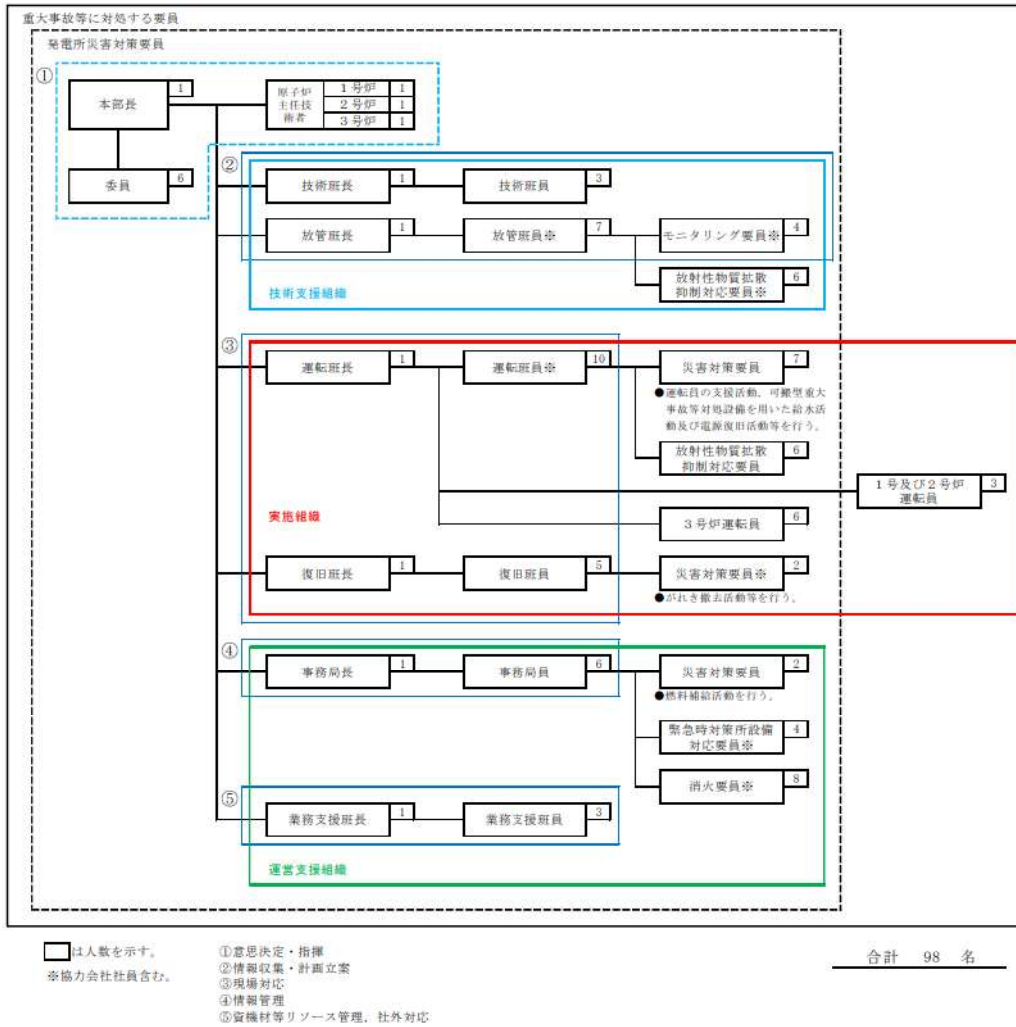 重大事故等に対処する要員
発電所災害対策要員
①
本部長
1
原子炉
主任技
術者
1号炉
1
2号炉
1
3号炉
1
委員
6
②
技術班長
1
技術班員
3
放管班長
1
放管班員※
7
モニタリング要員※
4
放射性物質拡散
抑制対応要員※
6
技術支援組織
③
運転班長
1
運転班員※
10
災害対策要員
7
●運転員の支援活動、可搬型重大
事故等対処設備を用いた給水活
動及び電源復旧活動等を行う。
放射性物質拡散
抑制対応要員
6
1号及び2号炉
運転員
3
実施組織
3号炉運転員
6
復旧班長
1
復旧班員
5
災害対策要員※
2
●がれき撤去活動等を行う。
④
事務局長
1
事務局員
6
災害対策要員
2
●燃料補給活動を行う。
緊急時対策所設備
対応要員※
4
消火要員※
8
⑤
業務支援班長
1
業務支援班員
3
運営支援組織
は人数を示す。
※協力会社社員含む。
①意思決定・指揮
②情報収集・計画立案
③現場対応
④情報管理
⑤資機材等リソース管理、社外対応
合計 98 名